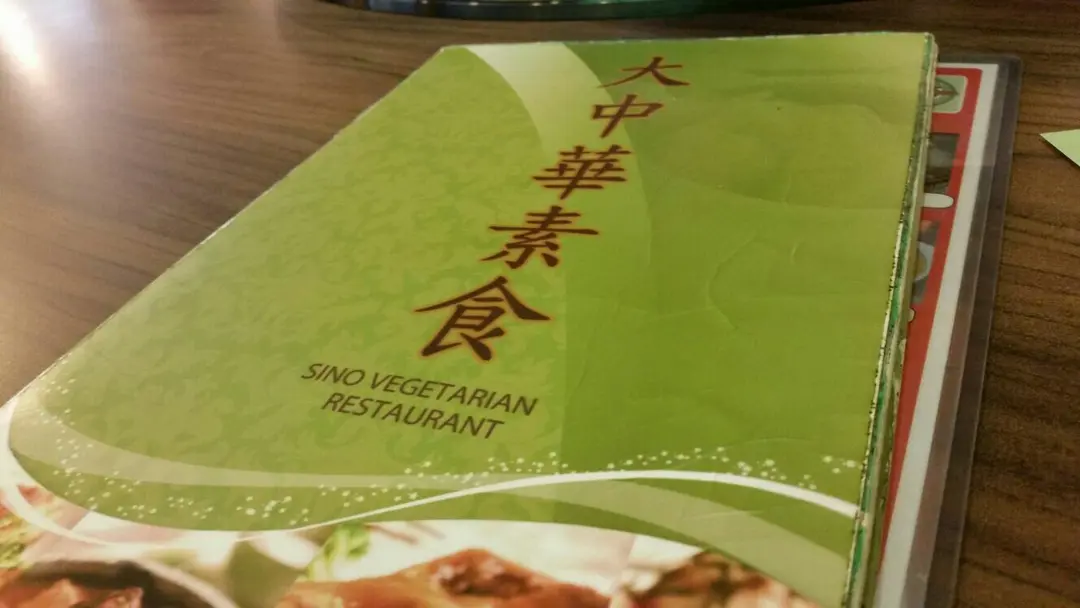 大中華素食
SINO VEGETARIAN
RESTAURANT